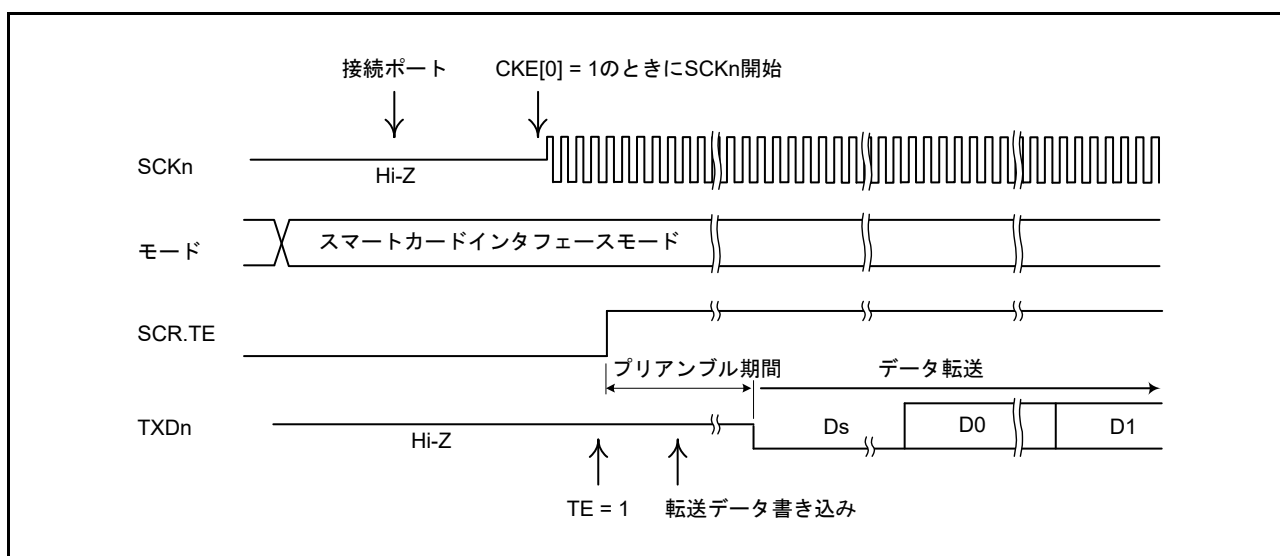 接続ポート CKE[0] = 1のときにSCKn開始
SCKn
Hi-Z
モード スマートカードインタフェースモード
SCR.TE
プリアンブル期間 データ転送
TXDn
Hi-Z
Ds D0 D1
TE = 1 転送データ書き込み